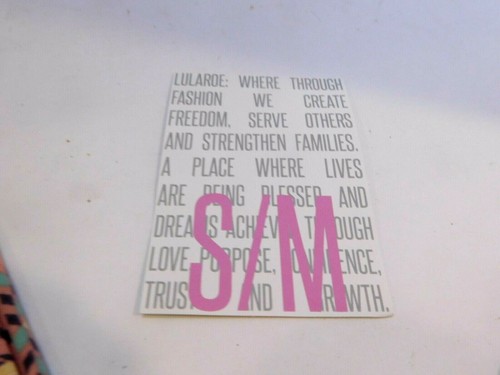 LULAROE: WHERE THROUGH
FASHION WE CREATE
FREEDOM, SERVE OTHERS
AND STRENGTHEN FAMILIES.
A PLACE WHERE LIVES
ARE BEING BLESSED AND
DREAMS ACHIEVED THROUGH
LOVE, PURPOSE, CONFIDENCE,
TRUST AND GROWTH.
S/M